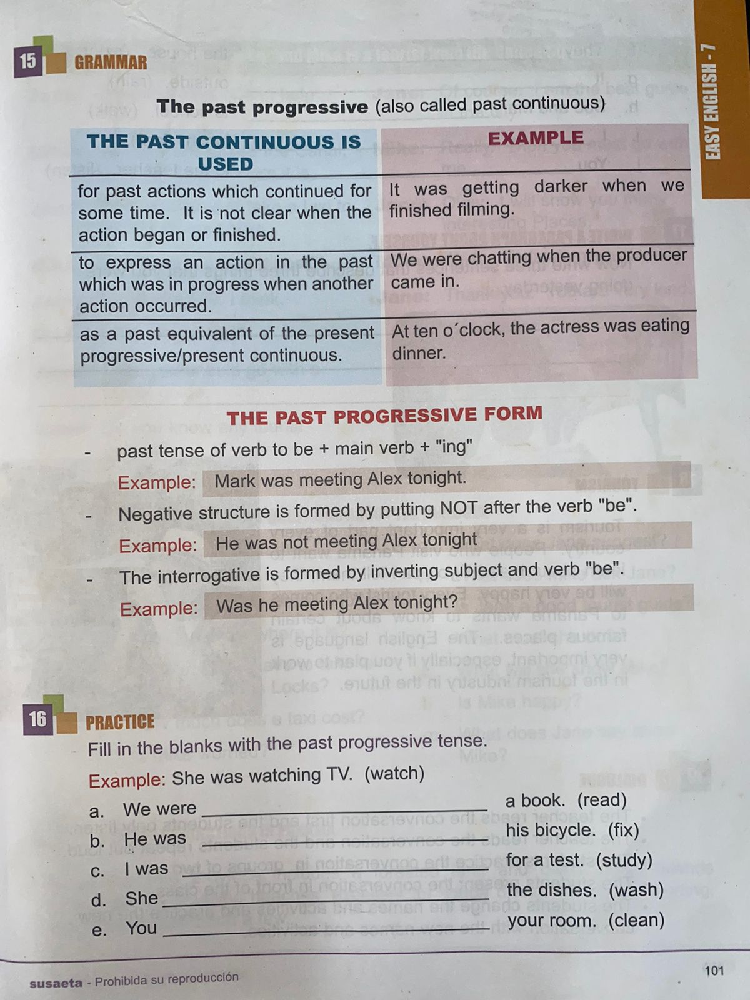 15 GRAMMAR
EASY ENGLISH - 7
The past progressive (also called past continuous)
THE PAST CONTINUOUS IS
USED
EXAMPLE
for past actions which continued for
some time. It is not clear when the
action began or finished.
It was getting darker when we
finished filming.
to express an action in the past
which was in progress when another
action occurred.
We were chatting when the producer
came in.
as a past equivalent of the present
progressive/present continuous.
At ten o´clock, the actress was eating
dinner.
THE PAST PROGRESSIVE FORM
- past tense of verb to be + main verb + "ing"
Example: Mark was meeting Alex tonight.
- Negative structure is formed by putting NOT after the verb "be".
Example: He was not meeting Alex tonight
- The interrogative is formed by inverting subject and verb "be".
Example: Was he meeting Alex tonight?
16 PRACTICE
Fill in the blanks with the past progressive tense.
Example: She was watching TV. (watch)
a. We were ______ a book. (read)
b. He was ______ his bicycle. (fix)
c. I was ______ for a test. (study)
d. She ______ the dishes. (wash)
e. You ______ your room. (clean)
susaeta - Prohibida su reproducción
101